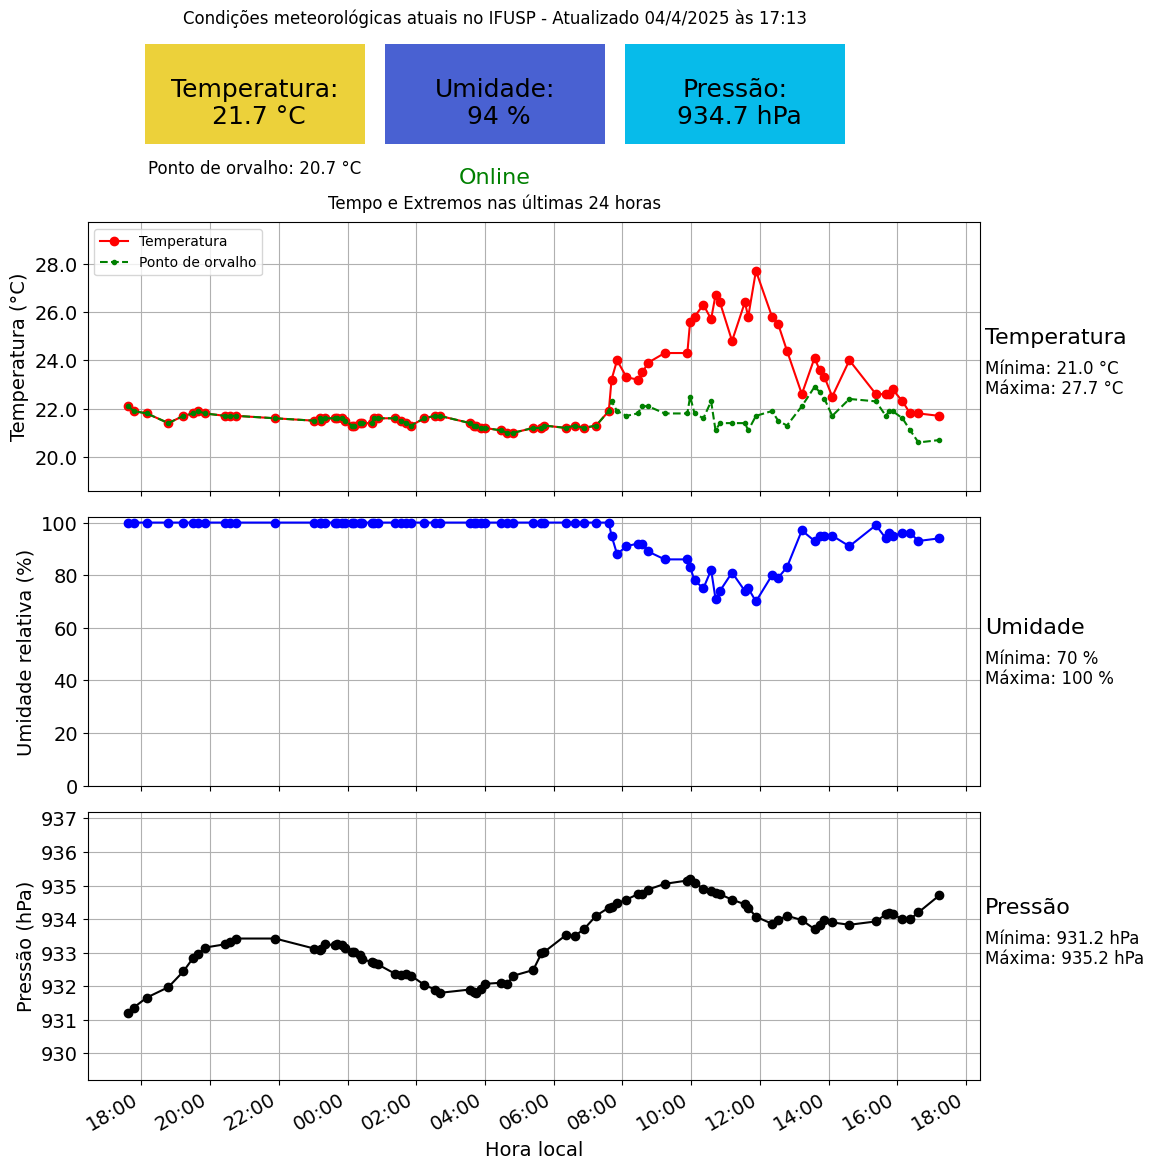 Condições meteorológicas atuais no IFUSP - Atualizado 04/4/2025 às 17:13
Temperatura:
21.7 °C
Umidade:
94 %
Pressão:
934.7 hPa
Ponto de orvalho: 20.7 °C
Online
Tempo e Extremos nas últimas 24 horas
Temperatura
Ponto de orvalho
Temperatura (°C)
28.0
26.0
24.0
22.0
20.0
Temperatura
Mínima: 21.0 °C
Máxima: 27.7 °C
Umidade relativa (%)
100
80
60
40
20
0
Umidade
Mínima: 70 %
Máxima: 100 %
Pressão (hPa)
937
936
935
934
933
932
931
930
Pressão
Mínima: 931.2 hPa
Máxima: 935.2 hPa
18:00 20:00 22:00 00:00 02:00 04:00 06:00 08:00 10:00 12:00 14:00 16:00 18:00
Hora local